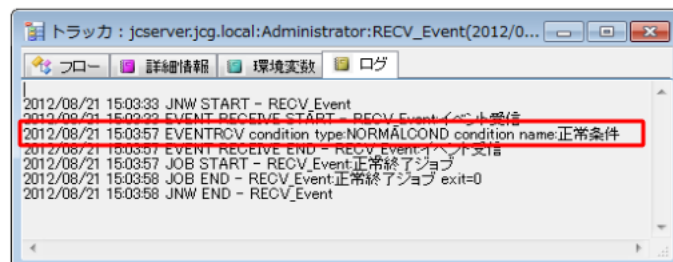 トラッカ : jcserver.jcg.local:Administrator:RECV_Event(2012/0...
フロー 詳細情報 環境変数 ログ
2012/08/21 15:03:33 JNW START - RECV_Event
2012/08/21 15:03:33 EVENT RECEIVE START - RECV_Event:イベント受信
2012/08/21 15:03:57 EVENTRCV condition type:NORMALCOND condition name:正常条件
2012/08/21 15:03:57 EVENT RECEIVE END - RECV_Event:イベント受信
2012/08/21 15:03:57 JOB START - RECV_Event:正常終了ジョブ
2012/08/21 15:03:58 JOB END - RECV_Event:正常終了ジョブ exit=0
2012/08/21 15:03:58 JNW END - RECV_Event